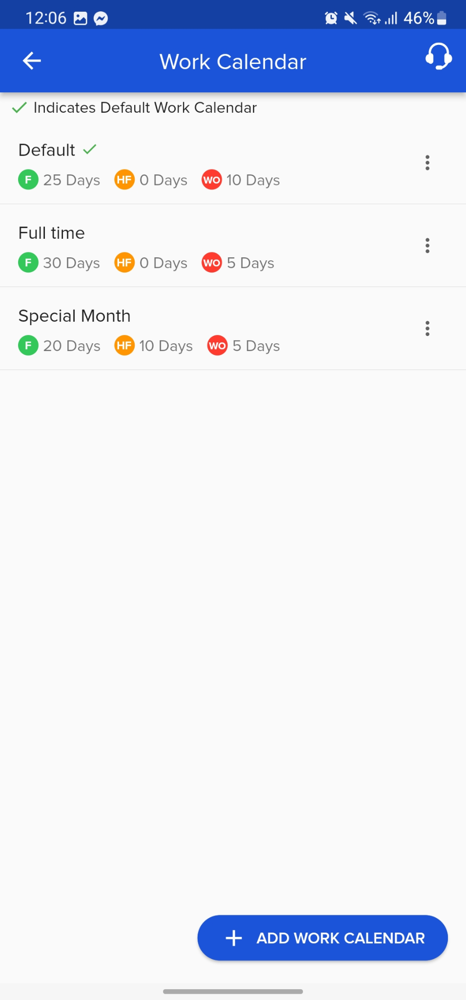 12:06 46%
Work Calendar
Indicates Default Work Calendar
Default
F 25 Days HF 0 Days WO 10 Days
Full time
F 30 Days HF 0 Days WO 5 Days
Special Month
F 20 Days HF 10 Days WO 5 Days
+ ADD WORK CALENDAR